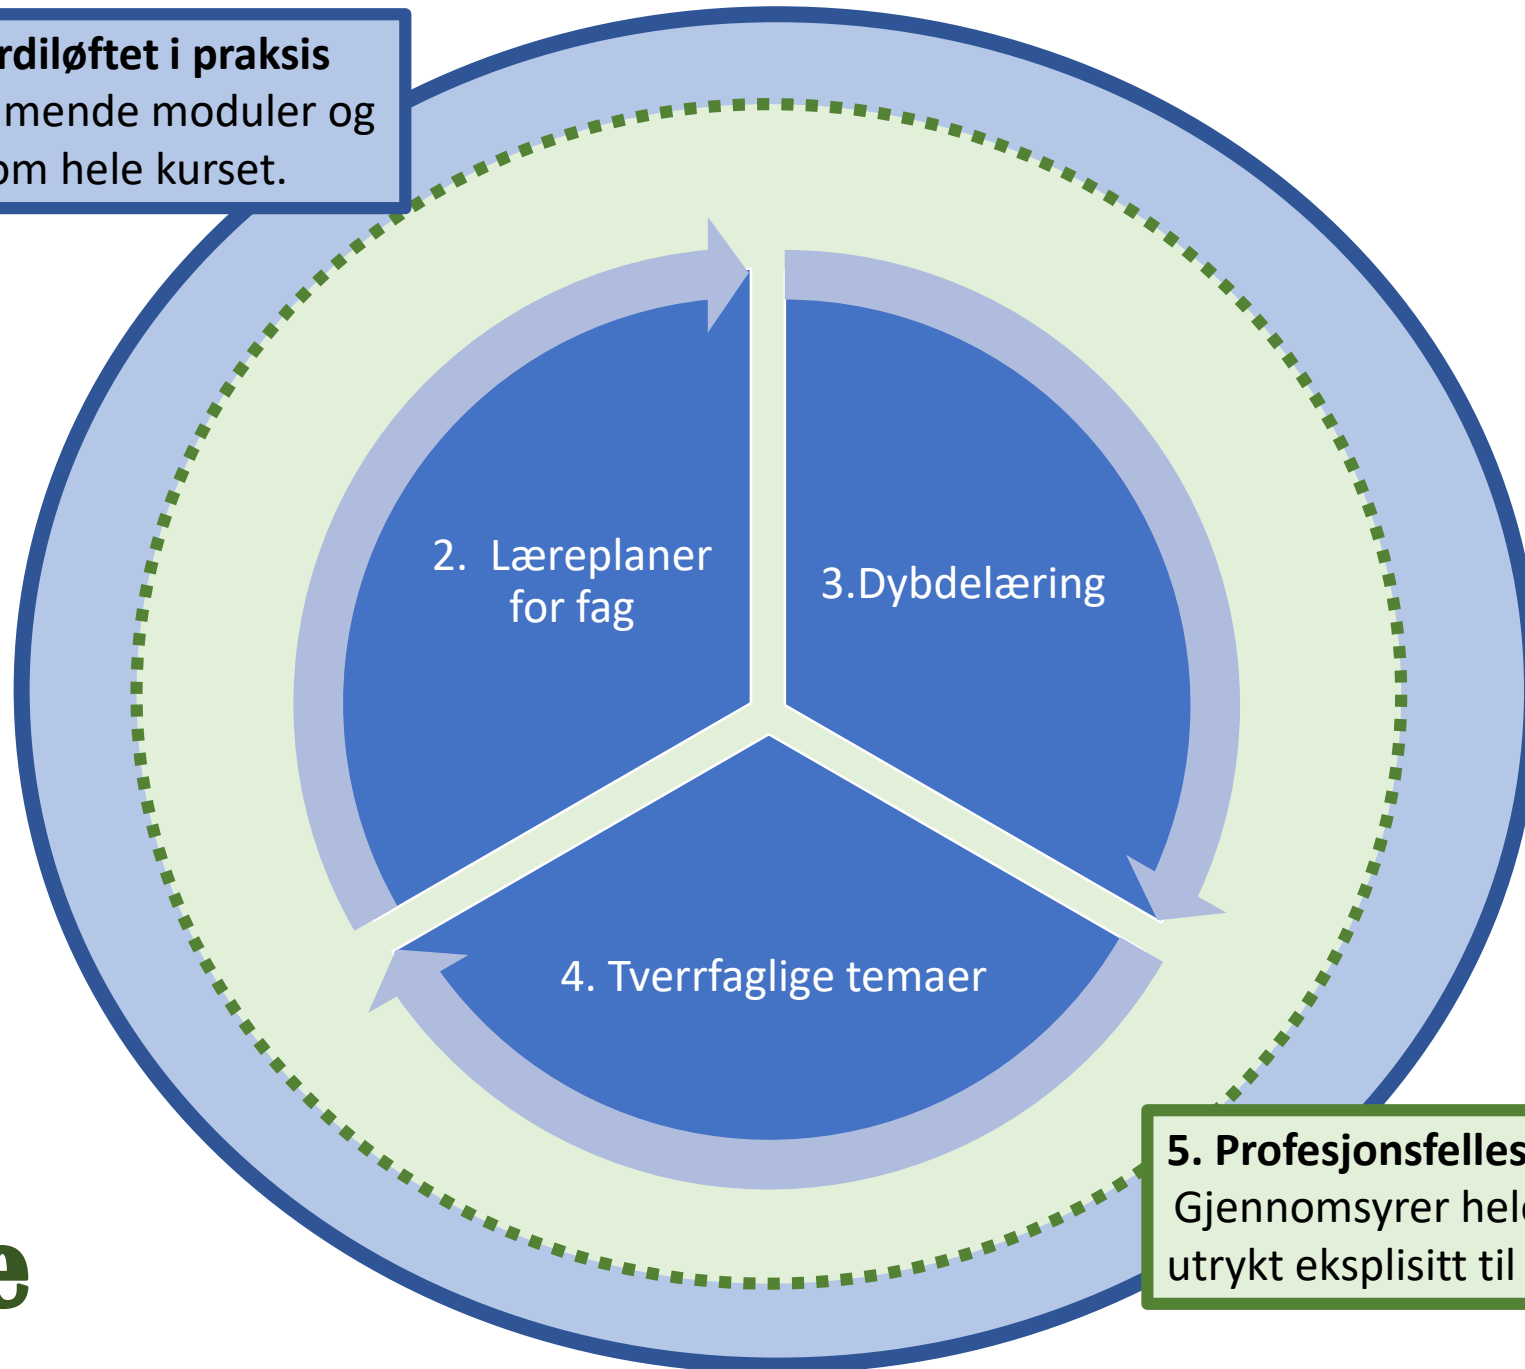 rdiløftet i praksis
mende moduler og
om hele kurset.
2. Læreplaner
for fag
3.Dybdelæring
4. Tverrfaglige temaer
5. Profesjonsfelles
Gjennomsyrer hele
utrykt eksplisitt til
e